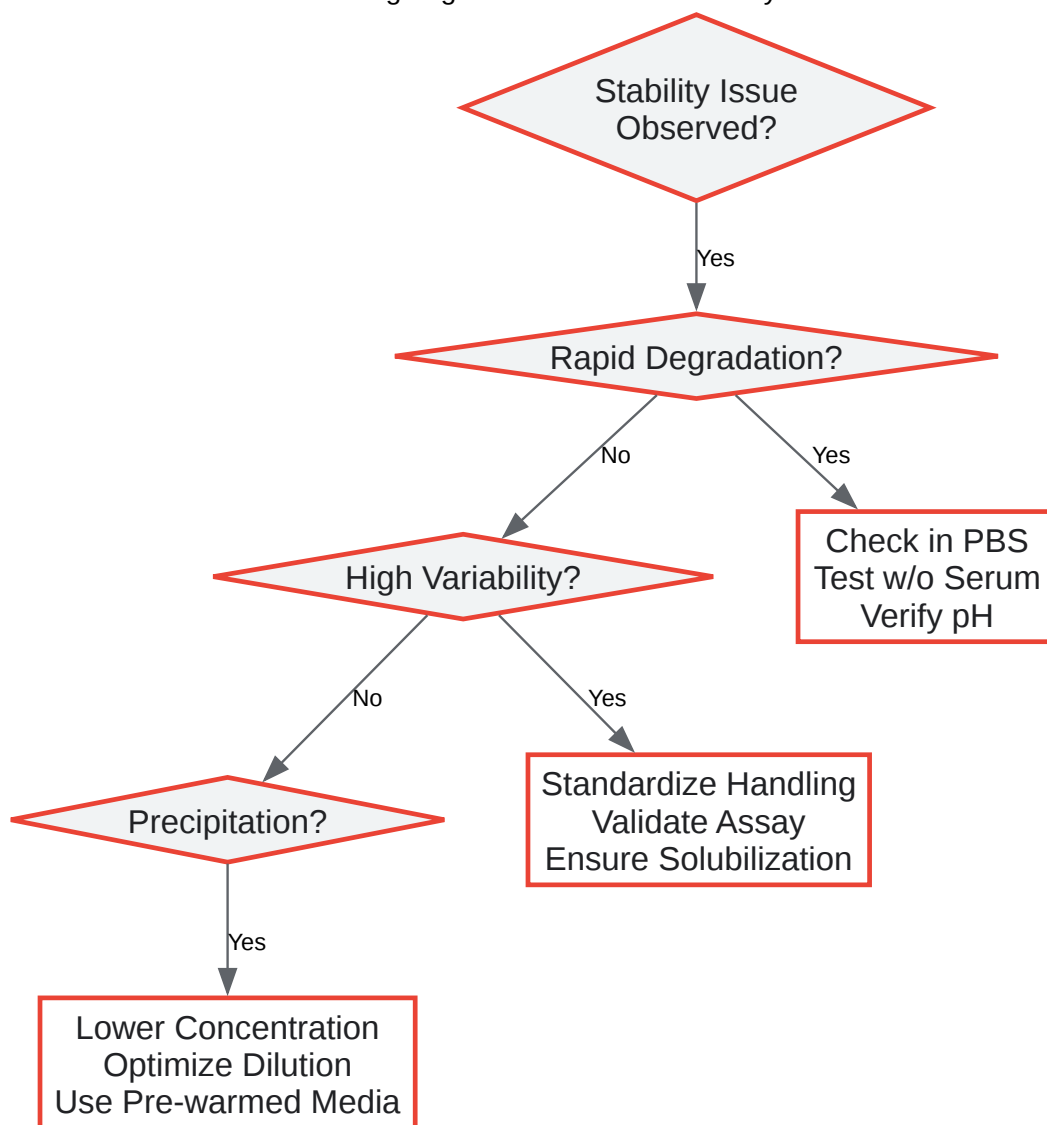 Stability Issue
Observed?
Yes
Rapid Degradation?
No
Yes
Check in PBS
Test w/o Serum
Verify pH
High Variability?
No
Yes
Standardize Handling
Validate Assay
Ensure Solubilization
Precipitation?
Yes
Lower Concentration
Optimize Dilution
Use Pre-warmed Media